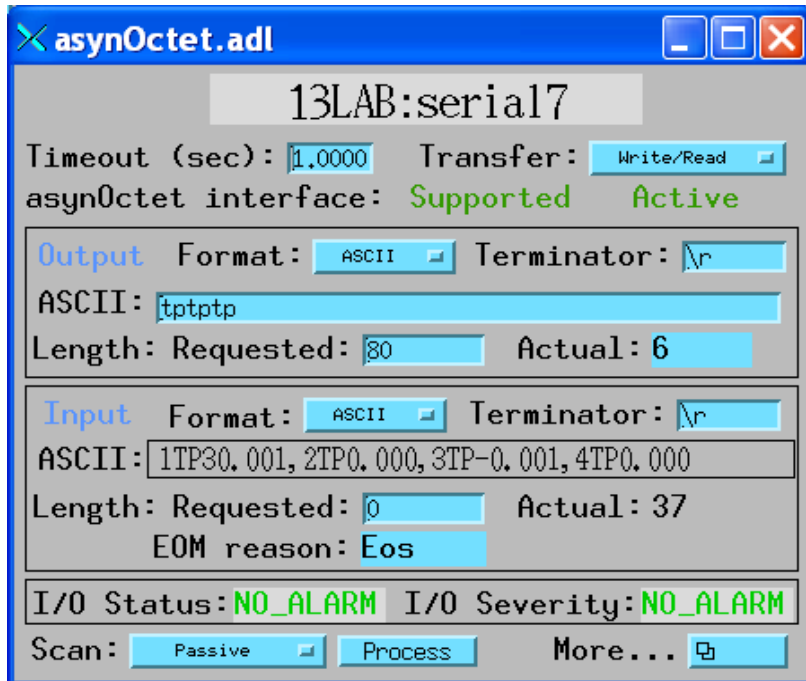 asynOctet.adl
13LAB:serial7
Timeout (sec): 1.0000 Transfer: Write/Read
asynOctet interface: Supported Active
Output Format: ASCII Terminator: \r
ASCII: tptptp
Length: Requested: 80 Actual: 6
Input Format: ASCII Terminator: \r
ASCII: 1TP30.001,2TP0.000,3TP-0.001,4TP0.000
Length: Requested: 0 Actual: 37
EOM reason: Eos
I/O Status: NO_ALARM I/O Severity: NO_ALARM
Scan: Passive Process More...